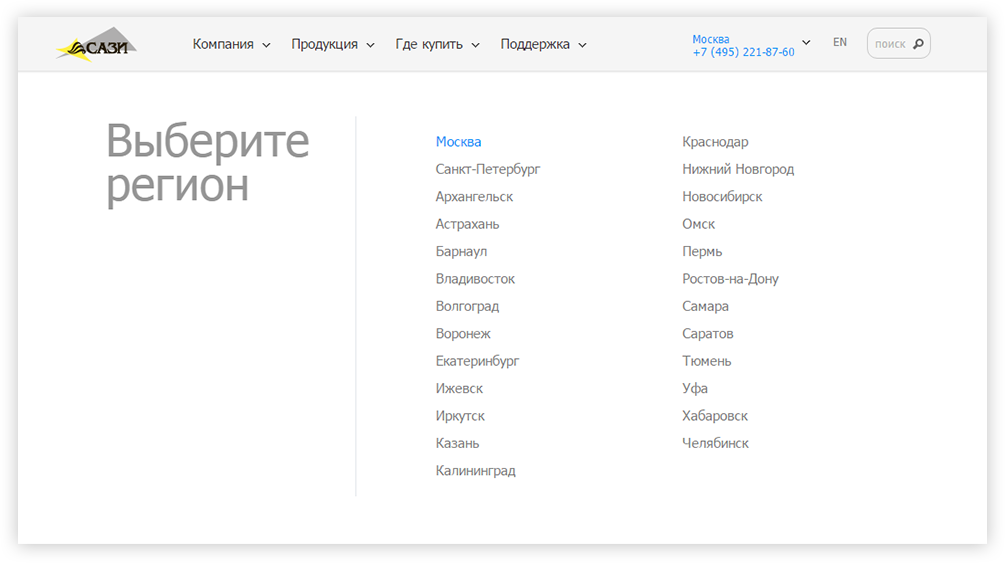 САЗИ
Компания
Продукция
Где купить
Поддержка
Москва
+7 (495) 221-87-60
EN
поиск
Выберите
регион
Москва
Санкт-Петербург
Архангельск
Астрахань
Барнаул
Владивосток
Волгоград
Воронеж
Екатеринбург
Ижевск
Иркутск
Казань
Калининград
Краснодар
Нижний Новгород
Новосибирск
Омск
Пермь
Ростов-на-Дону
Самара
Саратов
Тюмень
Уфа
Хабаровск
Челябинск